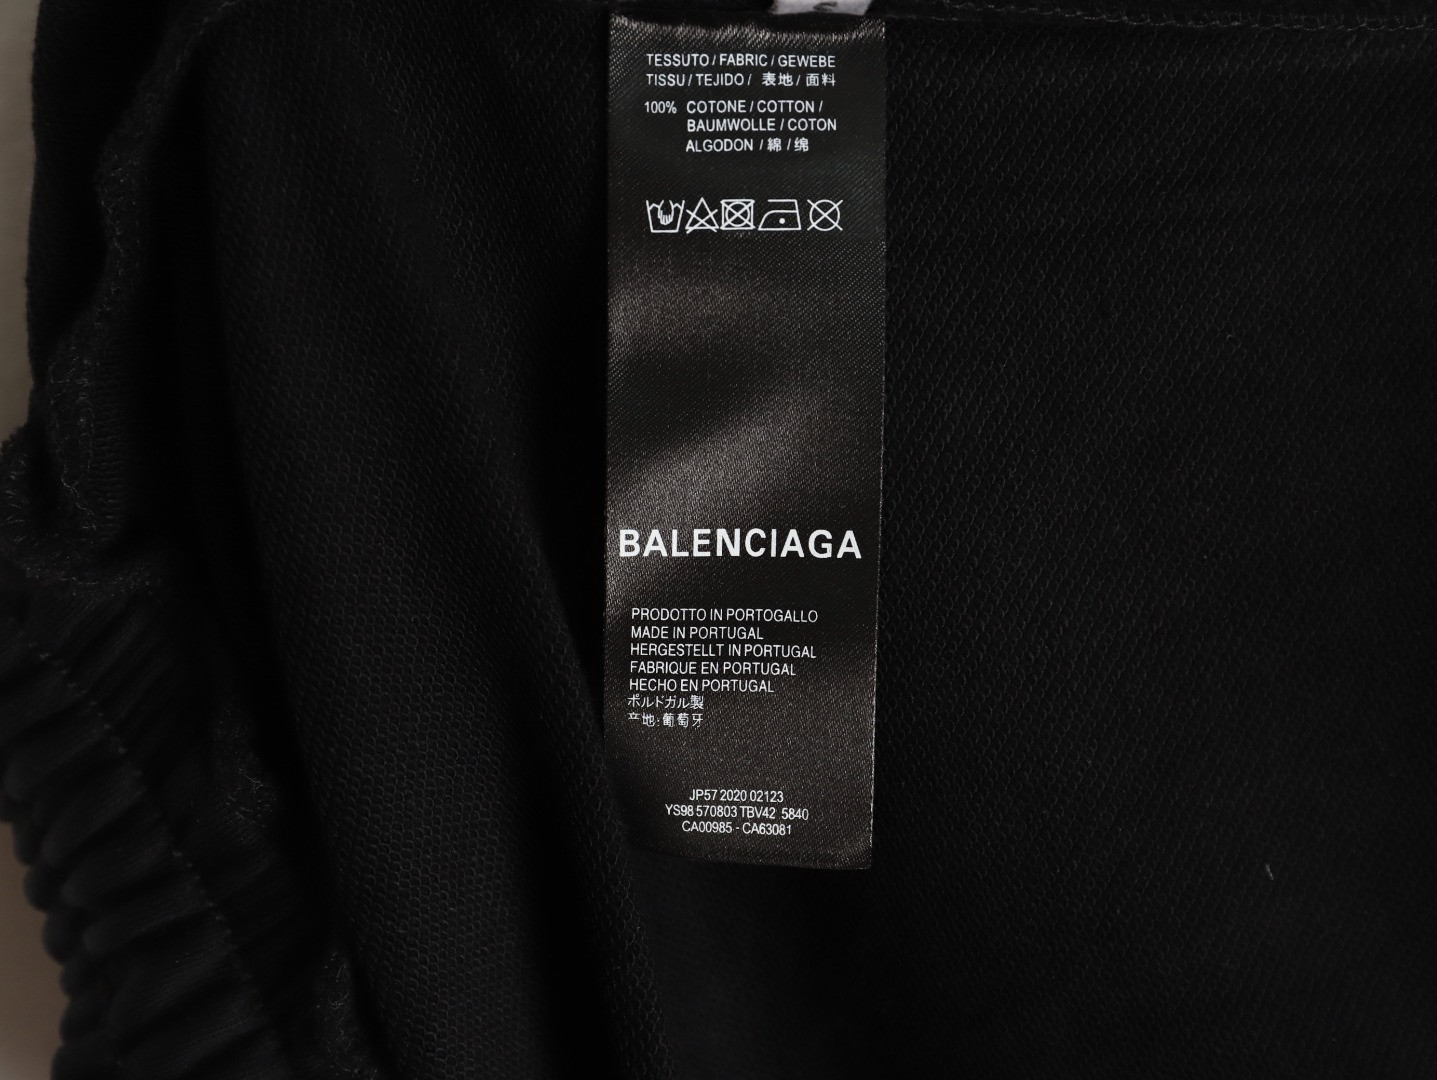 TESSUTO / FABRIC / GEWEBE
TISSU / TEJIDO / 表地 / 面料
100% COTONE / COTTON /
BAUMWOLLE / COTON
ALGODON / 綿 / 绵
BALENCIAGA
PRODOTTO IN PORTOGALLO
MADE IN PORTUGAL
HERGESTELLT IN PORTUGAL
FABRIQUE EN PORTUGAL
HECHO EN PORTUGAL
ポルドガル製
产地:葡萄牙
JP57 2020 02123
YS98 570803 TBV42 5840
CA00985 - CA63081